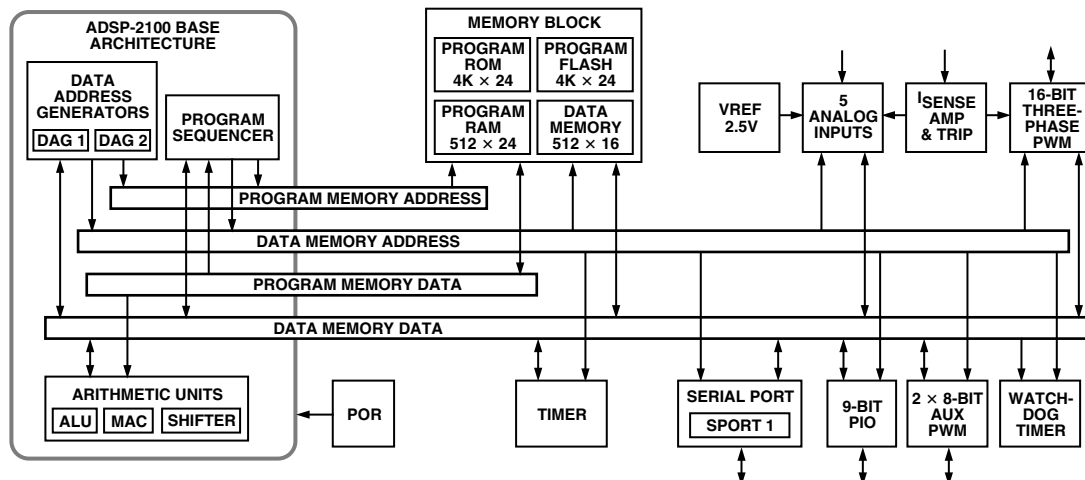 ADSP-2100 BASE
ARCHITECTURE
DATA
ADDRESS
GENERATORS
DAG 1
DAG 2
PROGRAM
SEQUENCER
MEMORY BLOCK
PROGRAM
ROM
4K × 24
PROGRAM
FLASH
4K × 24
PROGRAM
RAM
512 × 24
DATA
MEMORY
512 × 16
VREF
2.5V
5
ANALOG
INPUTS
ISENSE
AMP
& TRIP
16-BIT
THREE-
PHASE
PWM
PROGRAM MEMORY ADDRESS
DATA MEMORY ADDRESS
PROGRAM MEMORY DATA
DATA MEMORY DATA
ARITHMETIC UNITS
ALU
MAC
SHIFTER
POR
TIMER
SERIAL PORT
SPORT 1
9-BIT
PIO
2 × 8-BIT
AUX
PWM
WATCH-
DOG
TIMER